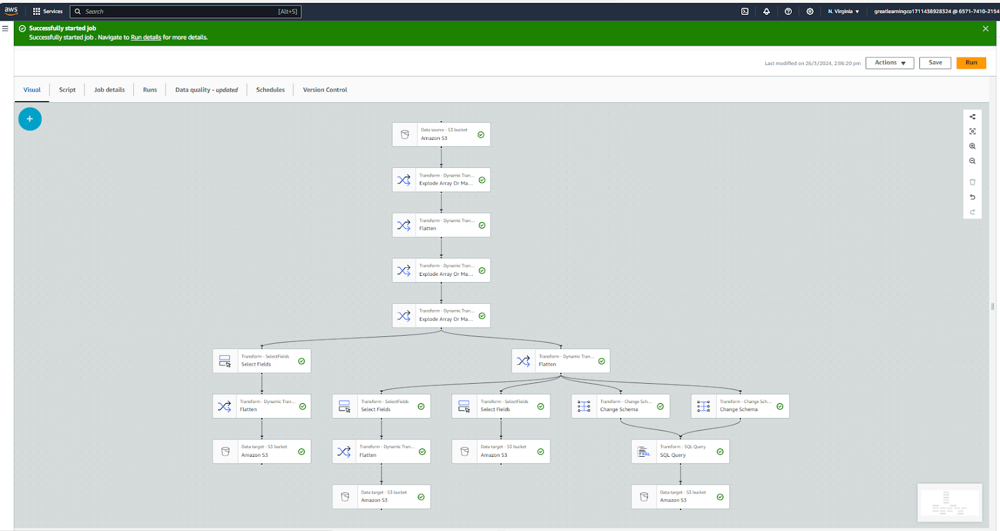 aws Services Search [Alt+S] N. Virginia greatlearningco1711438928324 @ 6571-7410-2154
Successfully started job
Successfully started job . Navigate to Run details for more details.
Last modified on 26/3/2024, 2:06:20 pm Actions Save Run
Visual Script Job details Runs Data quality - updated Schedules Version Control
Data source - S3 bucket
Amazon S3
Transform - Dynamic Tran...
Explode Array Or Ma...
Transform - Dynamic Tran...
Flatten
Transform - Dynamic Tran...
Explode Array Or Ma...
Transform - Dynamic Tran...
Explode Array Or Ma...
Transform - SelectFields
Select Fields
Transform - Dynamic Tran...
Flatten
Transform - Dynamic Tran...
Flatten
Transform - SelectFields
Select Fields
Transform - SelectFields
Select Fields
Transform - Change Sch...
Change Schema
Transform - Change Sch...
Change Schema
Data target - S3 bucket
Amazon S3
Transform - Dynamic Tran...
Flatten
Data target - S3 bucket
Amazon S3
SQL
Transform - SQL Query
SQL Query
Data target - S3 bucket
Amazon S3
Data target - S3 bucket
Amazon S3